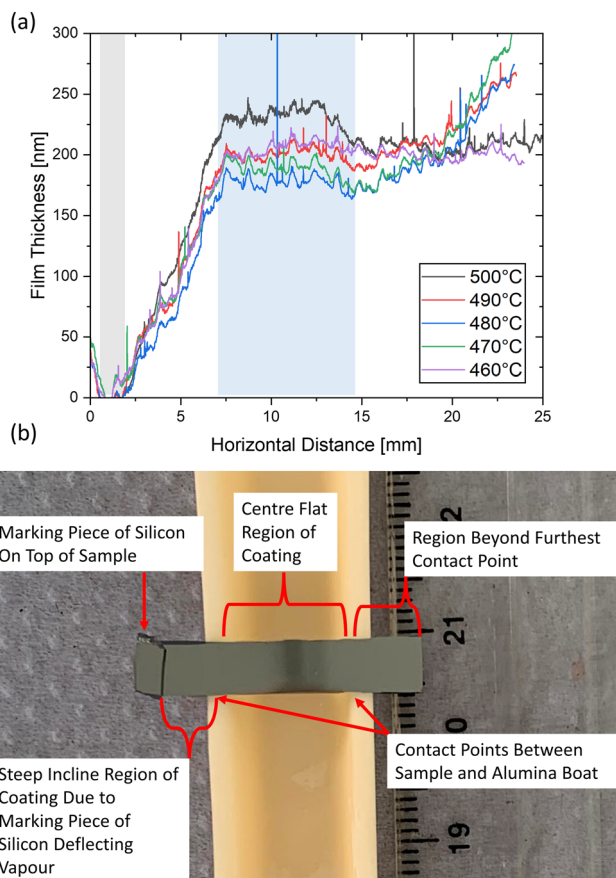 (a)
300
250
200
150
100
50
0
Film Thickness [nm]
500°C
490°C
480°C
470°C
460°C
0 5 10 15 20 25
Horizontal Distance [mm]
(b)
Marking Piece of Silicon
On Top of Sample
Centre Flat
Region of
Coating
Region Beyond Furthest
Contact Point
2
21
0
19
Contact Points Between
Sample and Alumina Boat
Steep Incline Region of
Coating Due to
Marking Piece of
Silicon Deflecting
Vapour